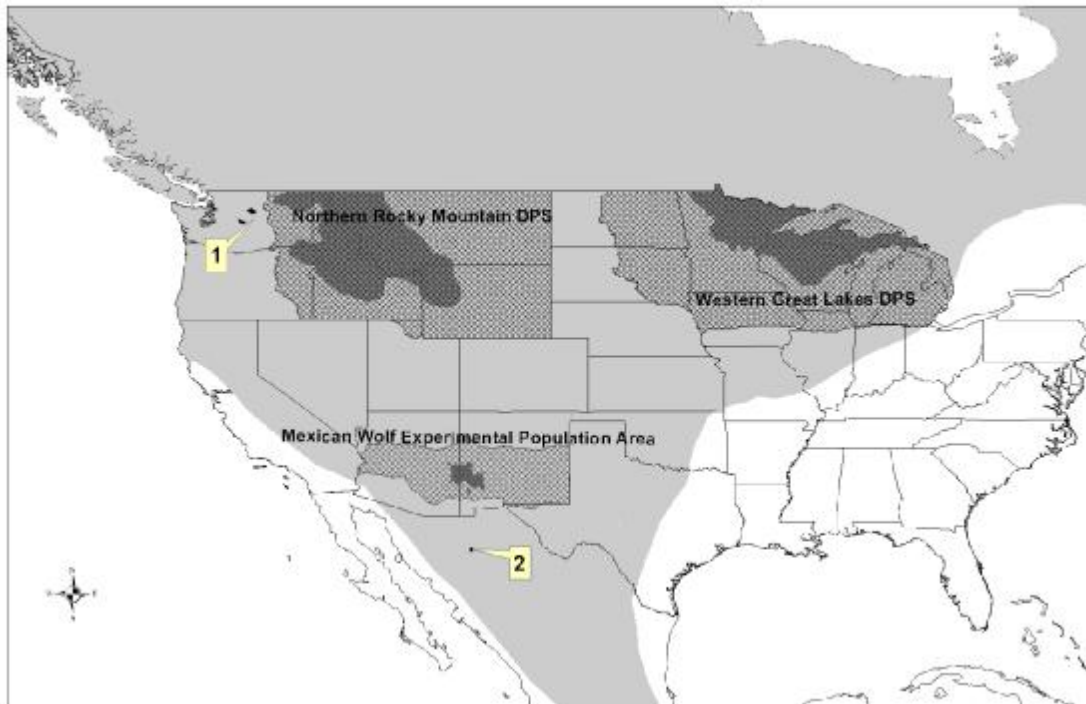 Northern Rocky Mountain DPS
1
Western Great Lakes DPS
Mexican Wolf Experimental Population Area
2